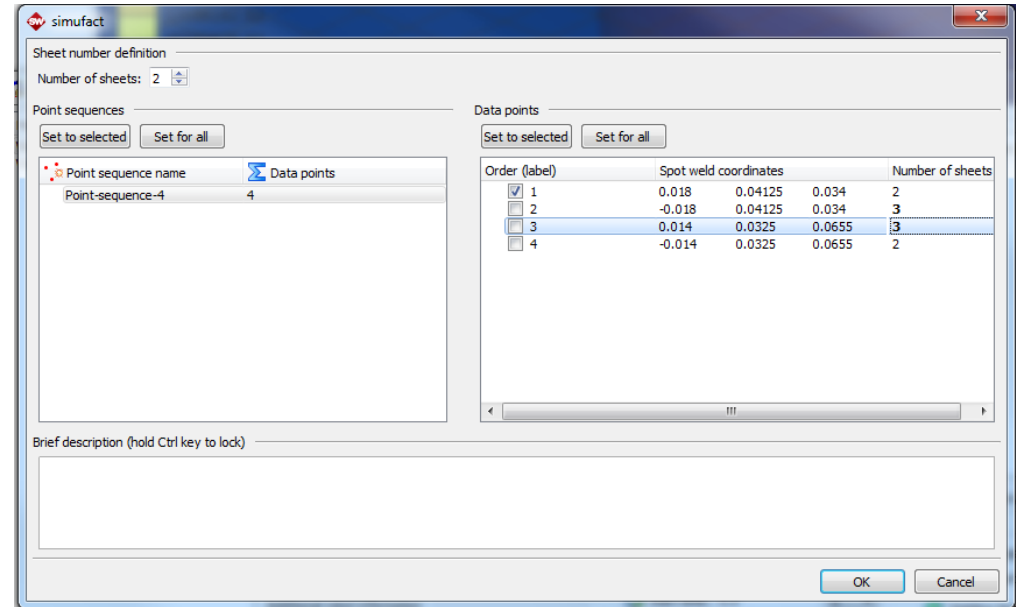 simufact
Sheet number definition
Number of sheets: 2
Point sequences
Set to selected Set for all
Point sequence name Data points
Point-sequence-4 4
Data points
Set to selected Set for all
Order (label) Spot weld coordinates Number of sheets
1 0.018 0.04125 0.034 2
2 -0.018 0.04125 0.034 3
3 0.014 0.0325 0.0655 3
4 -0.014 0.0325 0.0655 2
Brief description (hold Ctrl key to lock)
OK Cancel